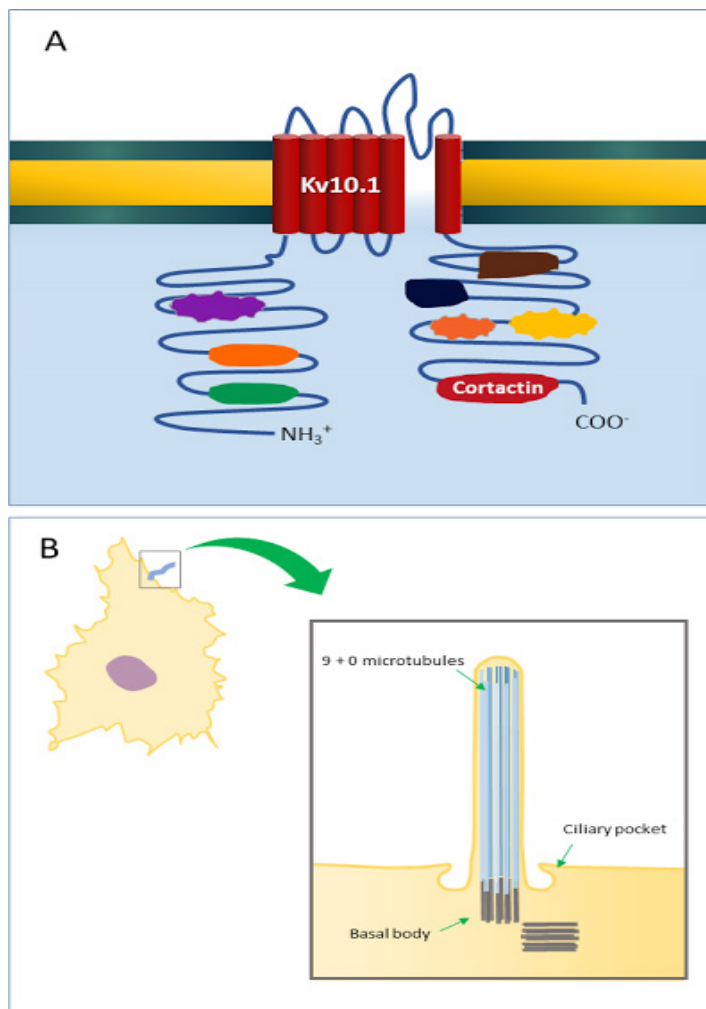 A
Kv10.1
Cortactin
NH₃⁺
COO⁻
B
9 + 0 microtubules
Ciliary pocket
Basal body